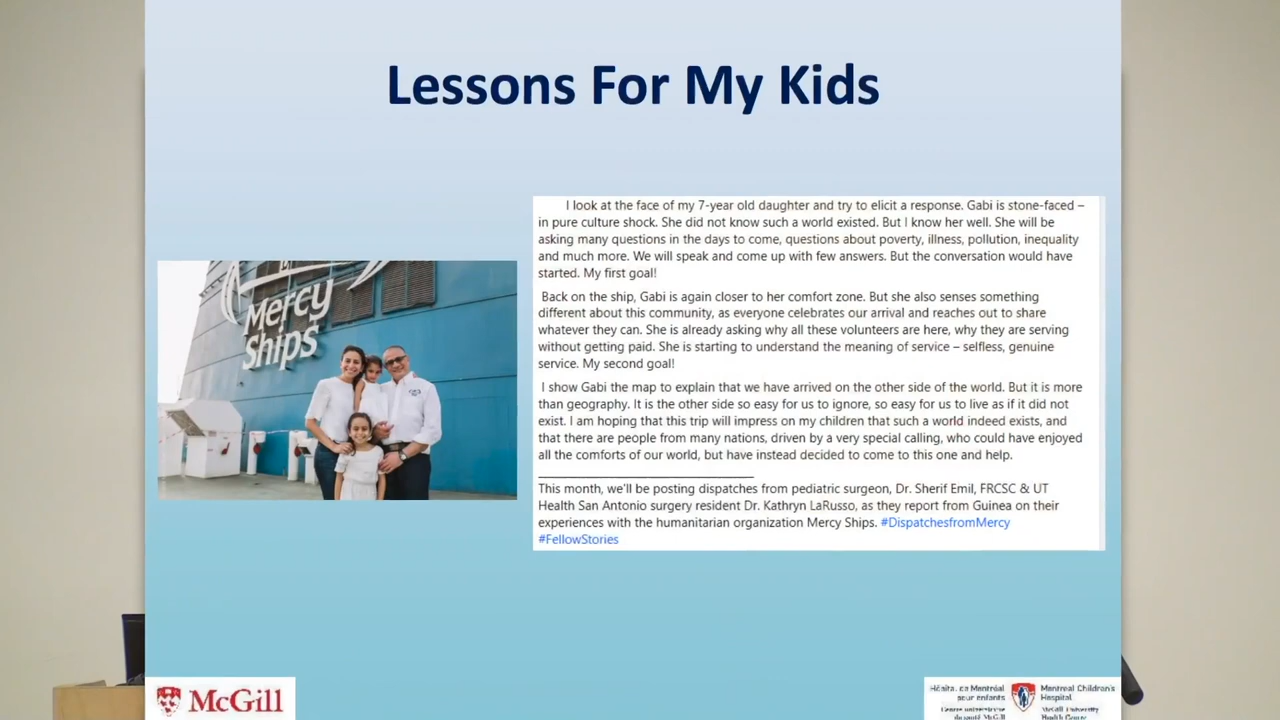 Lessons For My Kids
I look at the face of my 7-year old daughter and try to elicit a response. Gabi is stone-faced –
in pure culture shock. She did not know such a world existed. But I know her well. She will be
asking many questions in the days to come, questions about poverty, illness, pollution, inequality
and much more. We will speak and come up with few answers. But the conversation would have
started. My first goal!
Back on the ship, Gabi is again closer to her comfort zone. But she also senses something
different about this community, as everyone celebrates our arrival and reaches out to share
whatever they can. She is already asking why all these volunteers are here, why they are serving
without getting paid. She is starting to understand the meaning of service – selfless, genuine
service. My second goal!
I show Gabi the map to explain that we have arrived on the other side of the world. But it is more
than geography. It is the other side so easy for us to ignore, so easy for us to live as if it did not
exist. I am hoping that this trip will impress on my children that such a world indeed exists, and
that there are people from many nations, driven by a very special calling, who could have enjoyed
all the comforts of our world, but have instead decided to come to this one and help.
This month, we'll be posting dispatches from pediatric surgeon, Dr. Sherif Emil, FRCSC & UT
Health San Antonio surgery resident Dr. Kathryn LaRusso, as they report from Guinea on their
experiences with the humanitarian organization Mercy Ships. #DispatchesfromMercy
#FellowStories
Mercy
Ships
McGill
Hôpital de Montréal
pour enfants
Centre universitaire
de santé McGill
Montreal Children's
Hospital
McGill University
Health Centre